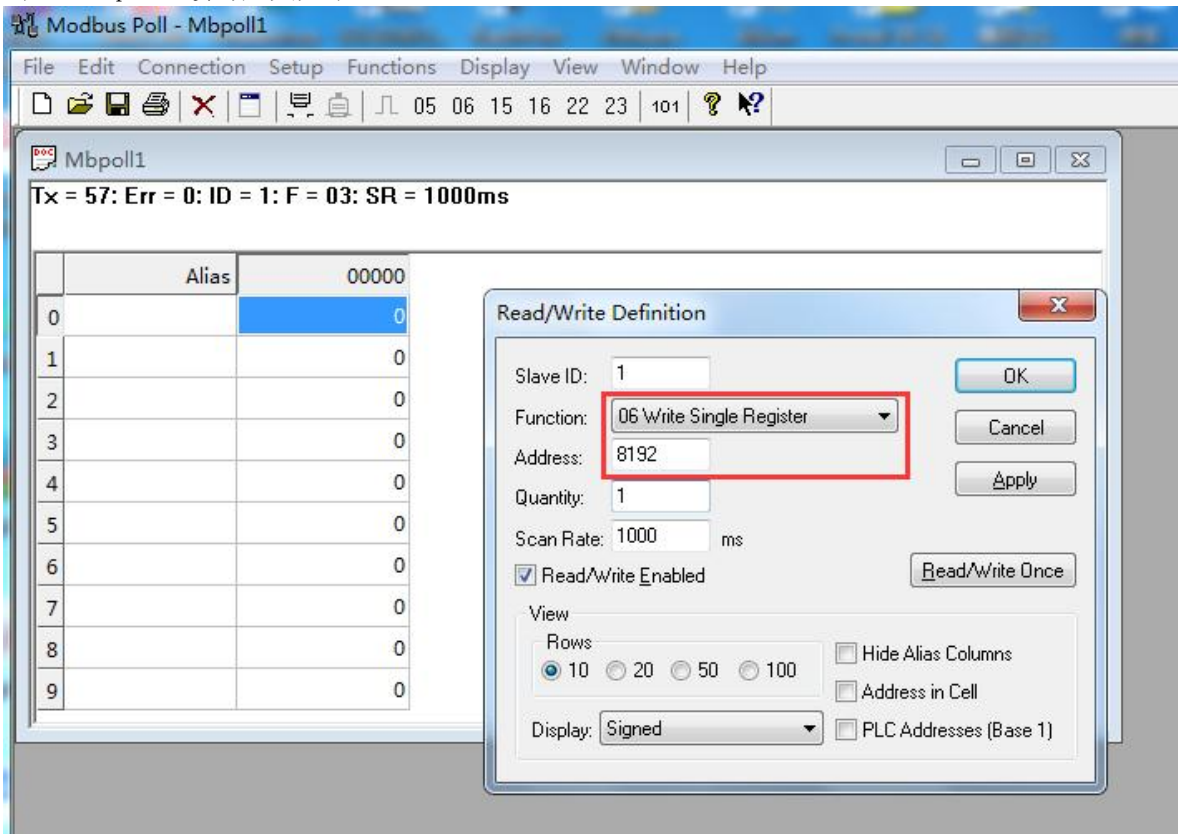 Modbus Poll - Mbpoll1
File Edit Connection Setup Functions Display View Window Help
05 06 15 16 22 23 101
Mbpoll1
Tx = 57: Err = 0: ID = 1: F = 03: SR = 1000ms
Alias 00000
0 0
1 0
2 0
3 0
4 0
5 0
6 0
7 0
8 0
9 0
Read/Write Definition
Slave ID: 1
OK
Function: 06 Write Single Register
Cancel
Address: 8192
Apply
Quantity: 1
Scan Rate: 1000 ms
Read/Write Enabled
Read/Write Once
View
Rows
10 20 50 100
Hide Alias Columns
Address in Cell
Display: Signed
PLC Addresses (Base 1)